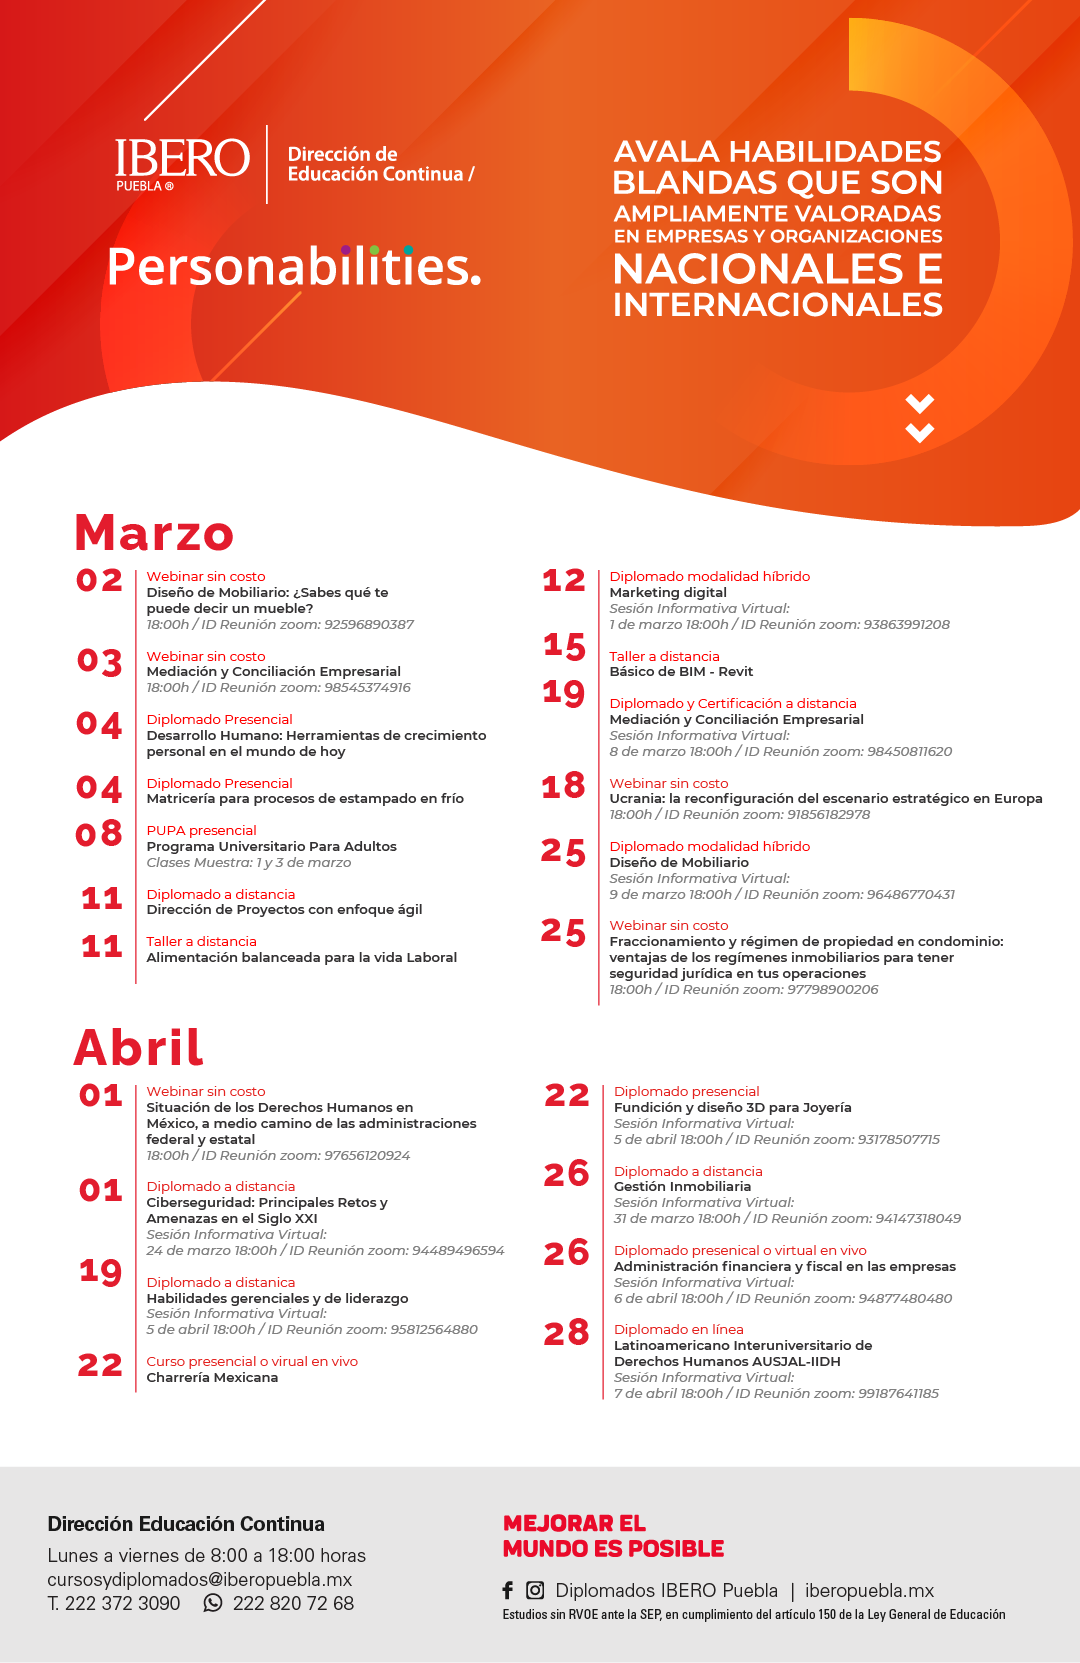 IBERO
PUEBLA ®
Dirección de
Educación Continua /
Personabilities.
AVALA HABILIDADES
BLANDAS QUE SON
AMPLIAMENTE VALORADAS
EN EMPRESAS Y ORGANIZACIONES
NACIONALES E
INTERNACIONALES
Marzo
02
Webinar sin costo
Diseño de Mobiliario: ¿Sabes qué te
puede decir un mueble?
18:00h / ID Reunión zoom: 92596890387
03
Webinar sin costo
Mediación y Conciliación Empresarial
18:00h / ID Reunión zoom: 98545374916
04
Diplomado Presencial
Desarrollo Humano: Herramientas de crecimiento
personal en el mundo de hoy
04
Diplomado Presencial
Matricería para procesos de estampado en frío
08
PUPA presencial
Programa Universitario Para Adultos
Clases Muestra: 1 y 3 de marzo
11
Diplomado a distancia
Dirección de Proyectos con enfoque ágil
11
Taller a distancia
Alimentación balanceada para la vida Laboral
12
Diplomado modalidad híbrido
Marketing digital
Sesión Informativa Virtual:
1 de marzo 18:00h / ID Reunión zoom: 93863991208
15
Taller a distancia
Básico de BIM - Revit
19
Diplomado y Certificación a distancia
Mediación y Conciliación Empresarial
Sesión Informativa Virtual:
8 de marzo 18:00h / ID Reunión zoom: 98450811620
18
Webinar sin costo
Ucrania: la reconfiguración del escenario estratégico en Europa
18:00h / ID Reunión zoom: 91856182978
25
Diplomado modalidad híbrido
Diseño de Mobiliario
Sesión Informativa Virtual:
9 de marzo 18:00h / ID Reunión zoom: 96486770431
25
Webinar sin costo
Fraccionamiento y régimen de propiedad en condominio:
ventajas de los regímenes inmobiliarios para tener
seguridad jurídica en tus operaciones
18:00h / ID Reunión zoom: 97798900206
Abril
01
Webinar sin costo
Situación de los Derechos Humanos en
México, a medio camino de las administraciones
federal y estatal
18:00h / ID Reunión zoom: 97656120924
01
Diplomado a distancia
Ciberseguridad: Principales Retos y
Amenazas en el Siglo XXI
Sesión Informativa Virtual:
24 de marzo 18:00h / ID Reunión zoom: 94489496594
19
Diplomado a distanica
Habilidades gerenciales y de liderazgo
Sesión Informativa Virtual:
5 de abril 18:00h / ID Reunión zoom: 95812564880
22
Curso presencial o virual en vivo
Charrería Mexicana
22
Diplomado presencial
Fundición y diseño 3D para Joyería
Sesión Informativa Virtual:
5 de abril 18:00h / ID Reunión zoom: 93178507715
26
Diplomado a distancia
Gestión Inmobiliaria
Sesión Informativa Virtual:
31 de marzo 18:00h / ID Reunión zoom: 94147318049
26
Diplomado presenical o virtual en vivo
Administración financiera y fiscal en las empresas
Sesión Informativa Virtual:
6 de abril 18:00h / ID Reunión zoom: 94877480480
28
Diplomado en línea
Latinoamericano Interuniversitario de
Derechos Humanos AUSJAL-IIDH
Sesión Informativa Virtual:
7 de abril 18:00h / ID Reunión zoom: 99187641185
Dirección Educación Continua
Lunes a viernes de 8:00 a 18:00 horas
cursosydiplomados@iberopuebla.mx
T. 222 372 3090 222 820 72 68
MEJORAR EL
MUNDO ES POSIBLE
Diplomados IBERO Puebla | iberopuebla.mx
Estudios sin RVOE ante la SEP, en cumplimiento del artículo 150 de la Ley General de Educación